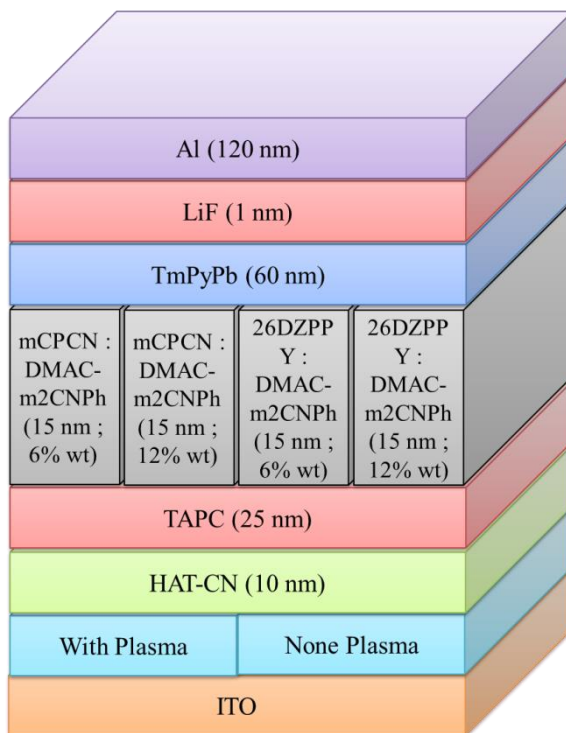 Al (120 nm)
LiF (1 nm)
TmPyPb (60 nm)
mCPCN :
DMAC-
m2CNPh
(15 nm ;
6% wt)
mCPCN :
DMAC-
m2CNPh
(15 nm ;
12% wt)
26DZPP
Y :
DMAC-
m2CNPh
(15 nm ;
6% wt)
26DZPP
Y :
DMAC-
m2CNPh
(15 nm ;
12% wt)
TAPC (25 nm)
HAT-CN (10 nm)
With Plasma
None Plasma
ITO